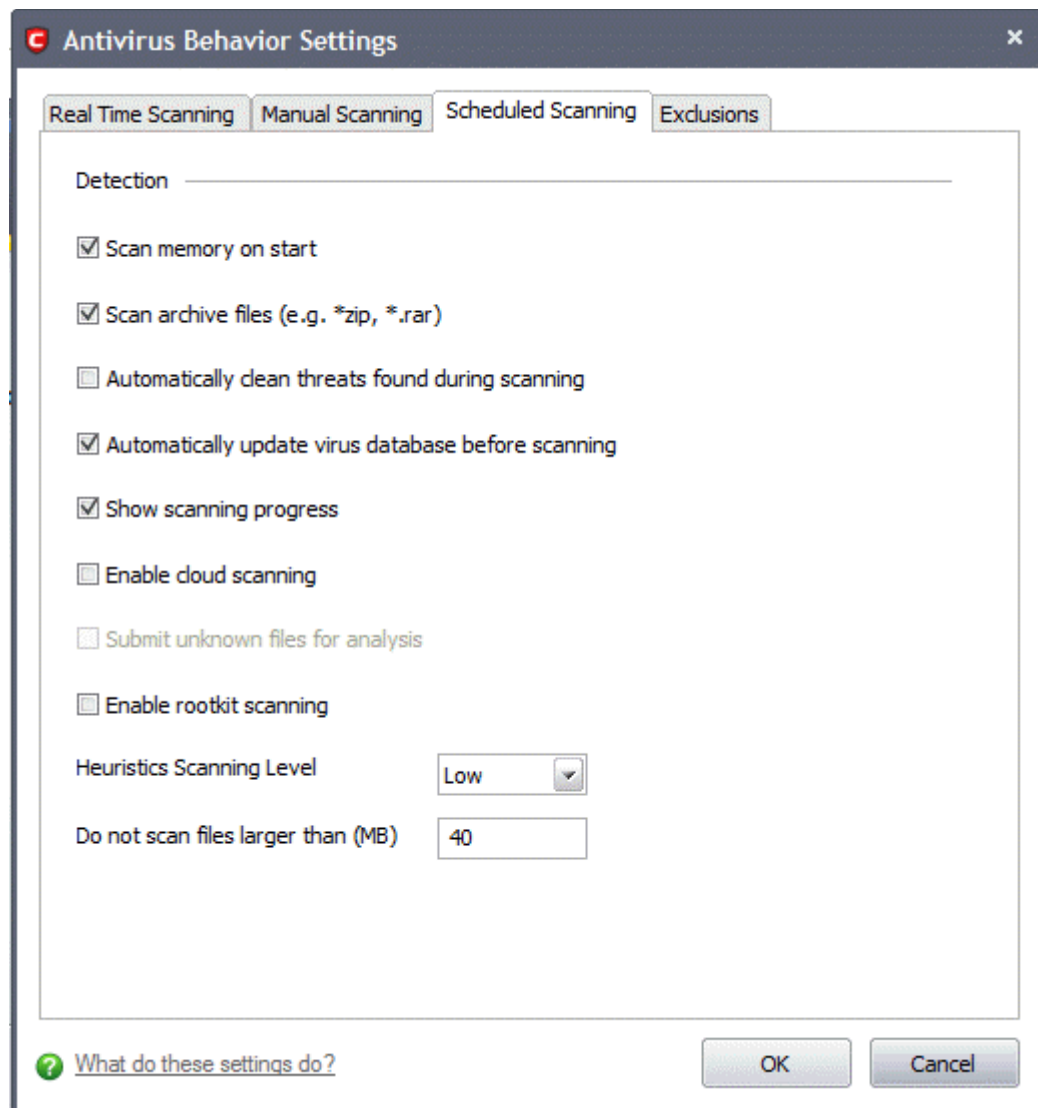 Antivirus Behavior Settings
Real Time Scanning Manual Scanning Scheduled Scanning Exclusions
Detection
Scan memory on start
Scan archive files (e.g. *zip, *.rar)
Automatically clean threats found during scanning
Automatically update virus database before scanning
Show scanning progress
Enable cloud scanning
Submit unknown files for analysis
Enable rootkit scanning
Heuristics Scanning Level Low
Do not scan files larger than (MB) 40
What do these settings do? OK Cancel